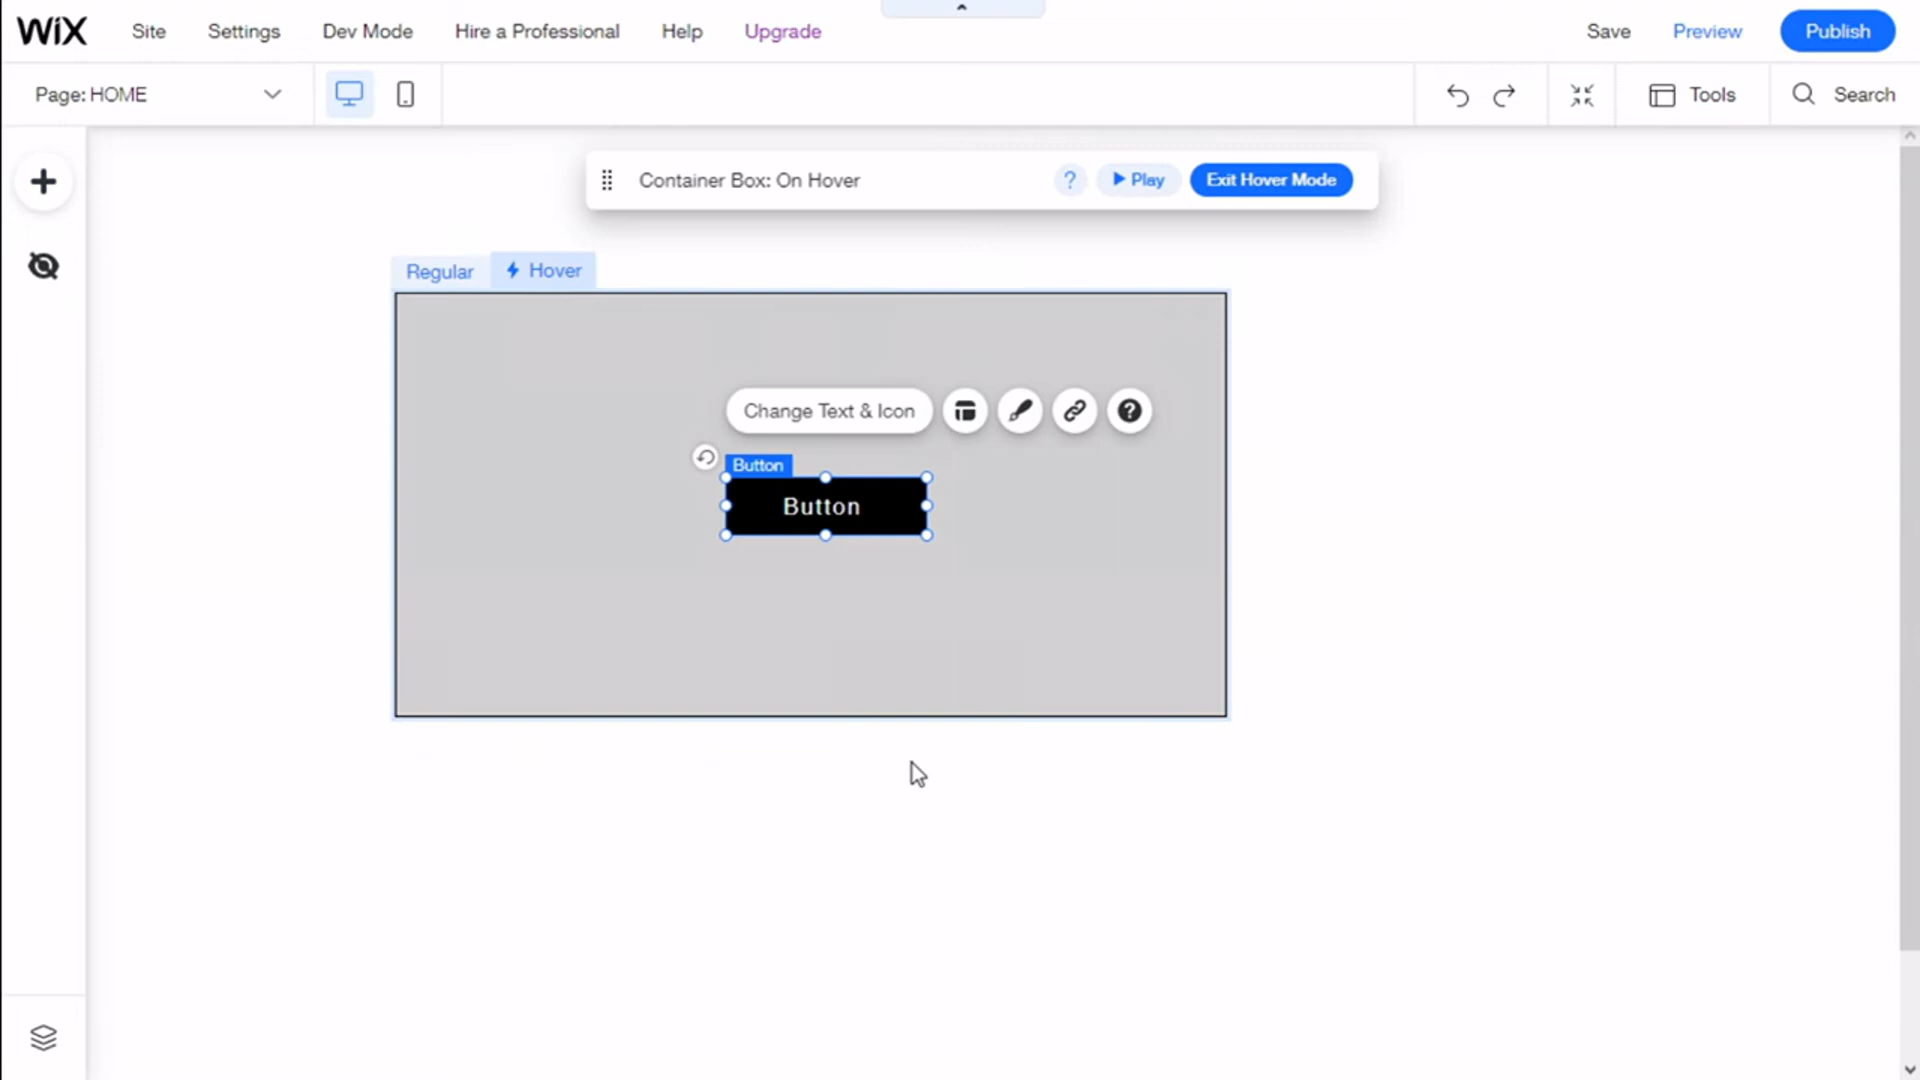 WiX Site Settings Dev Mode Hire a Professional Help Upgrade Save Preview Publish
Page: HOME Tools Search
Container Box: On Hover ? Play Exit Hover Mode
Regular Hover
Change Text & Icon ?
Button
Button